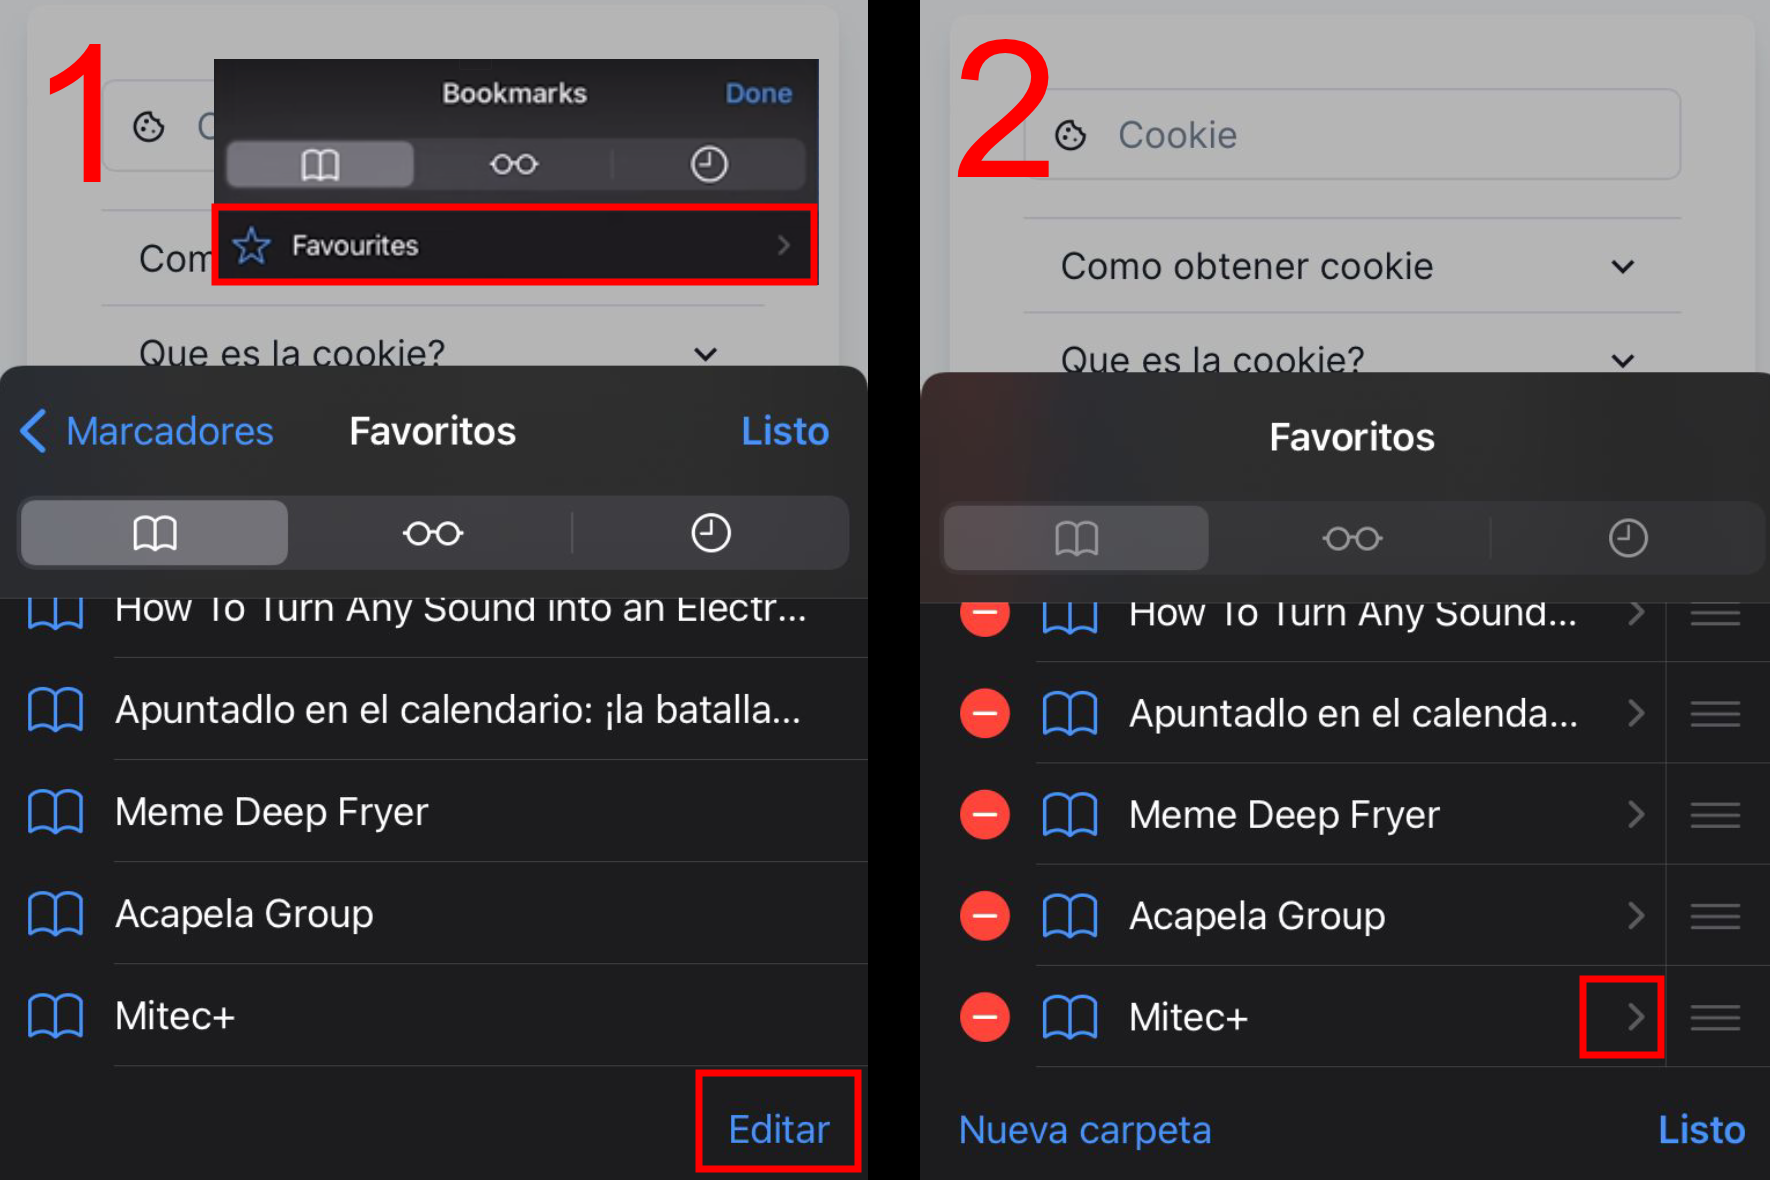 1
Bookmarks
Done
C
Favourites
Com
Que es la cookie?
Marcadores
Favoritos
Listo
How To Turn Any Sound into an Electr...
Apuntadlo en el calendario: ¡la batalla...
Meme Deep Fryer
Acapela Group
Mitec+
Editar
2
Cookie
Como obtener cookie
Que es la cookie?
Favoritos
How To Turn Any Sound...
Apuntadlo en el calenda...
Meme Deep Fryer
Acapela Group
Mitec+
Nueva carpeta
Listo